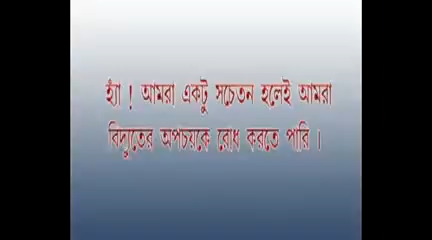 হ্যাঁ ! আমরা একটু সচেতন হলেই আমরা
বিদ্যুতের অপচয়কে রোধ করতে পারি ।